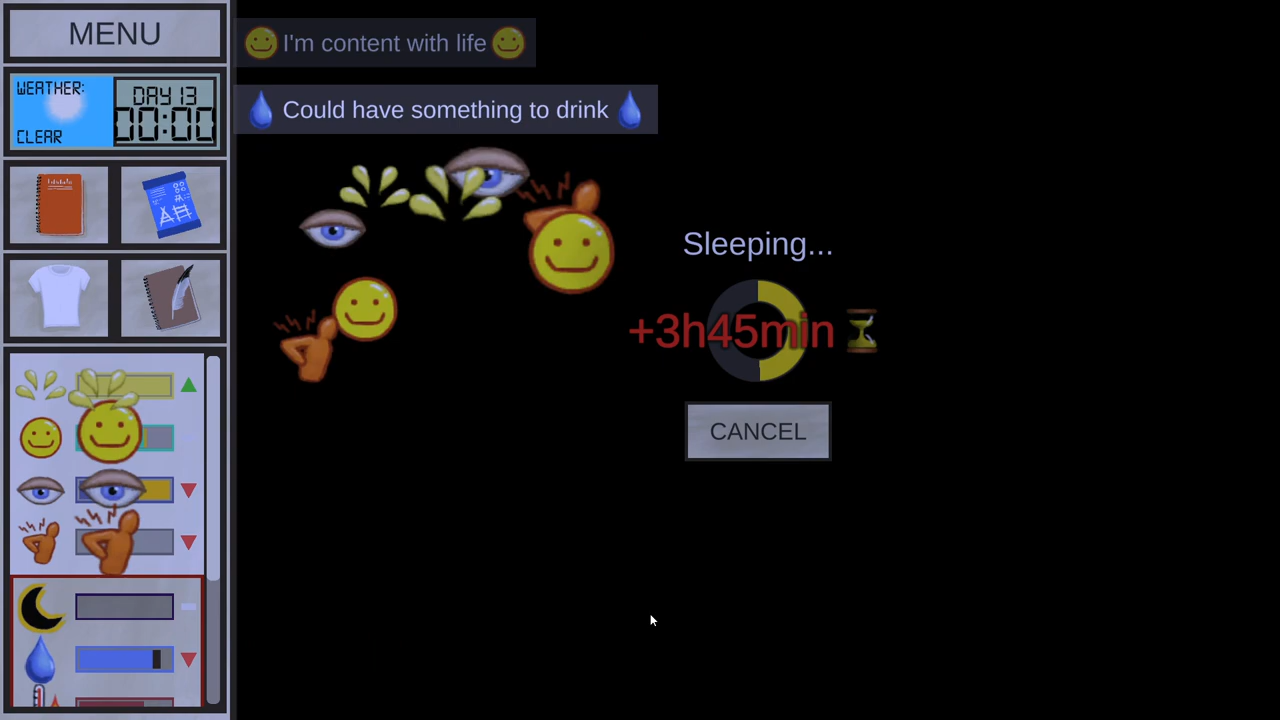 MENU
WEATHER:
CLEAR
DAY 13
00:00
I'm content with life
Could have something to drink
Sleeping...
+3h45min
CANCEL